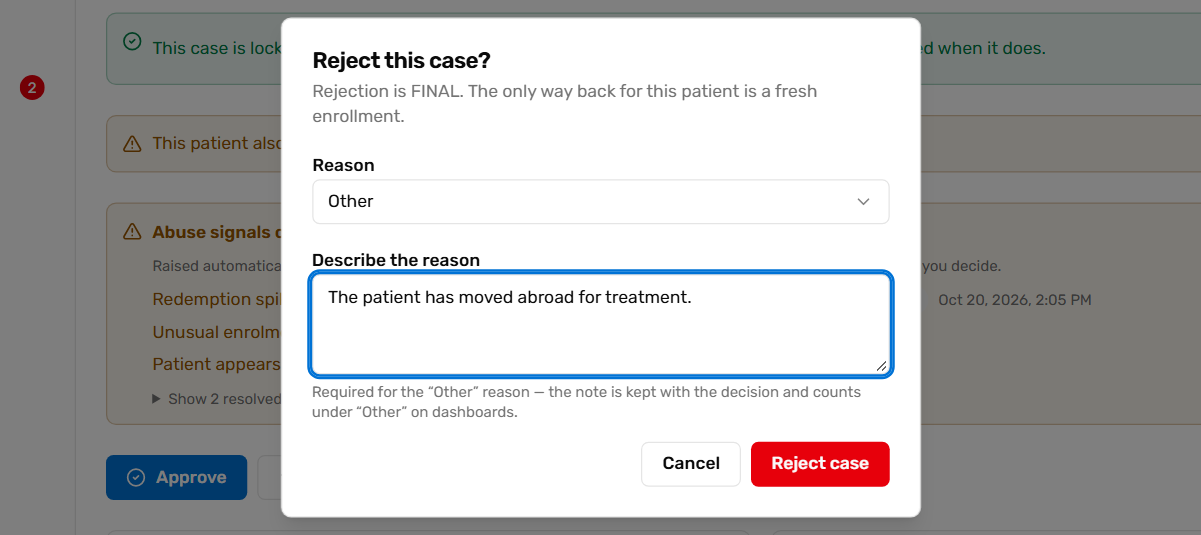 This case is lock
ed when it does.
2
This patient also
Abuse signals
Raised automatica
you decide.
Redemption spi
Oct 20, 2026, 2:05 PM
Unusual enrolm
Patient appears
Show 2 resolved
Approve
Reject this case?
Rejection is FINAL. The only way back for this patient is a fresh
enrollment.
Reason
Other
Describe the reason
The patient has moved abroad for treatment.
Required for the “Other” reason — the note is kept with the decision and counts
under “Other” on dashboards.
Cancel
Reject case